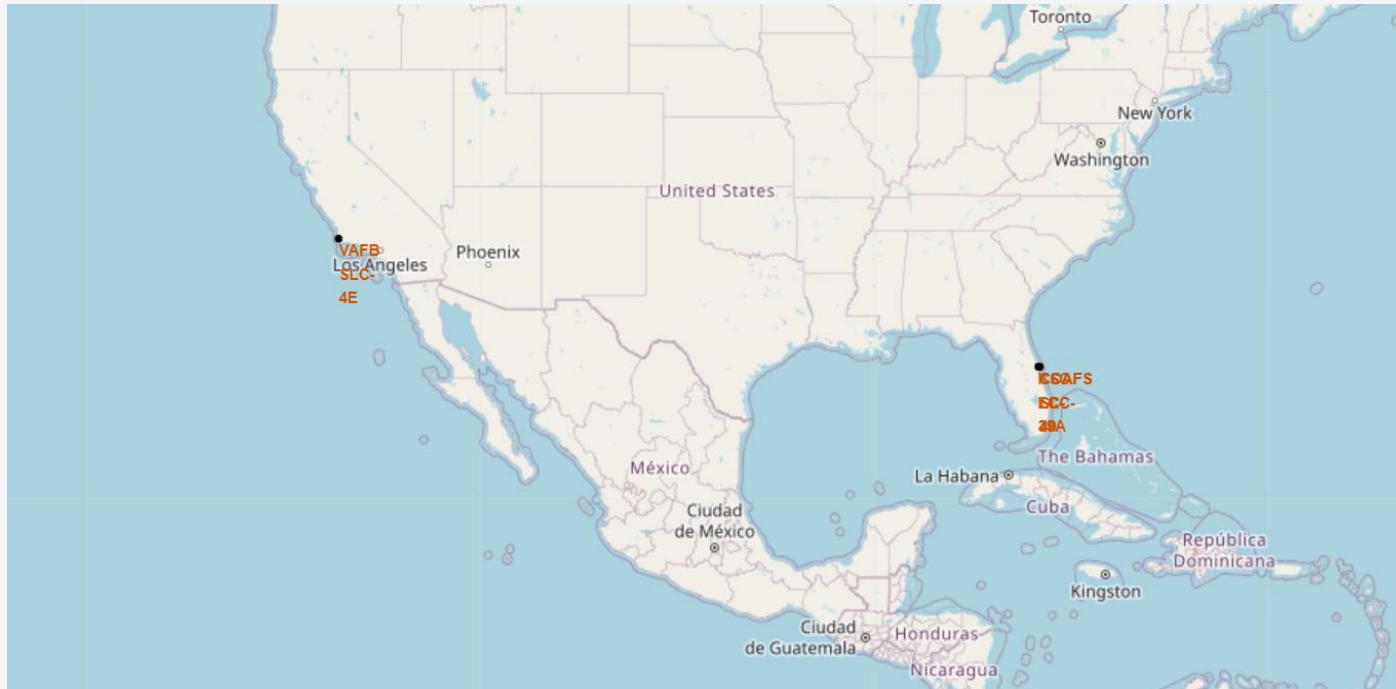 Toronto
New York
Washington
United States
VAFB
SLC-
4E
Los Angeles
Phoenix
The Bahamas
La Habana
México
Cuba
Ciudad
de México
República
Dominicana
Kingston
Ciudad
de Guatemala
Honduras
Nicaragua